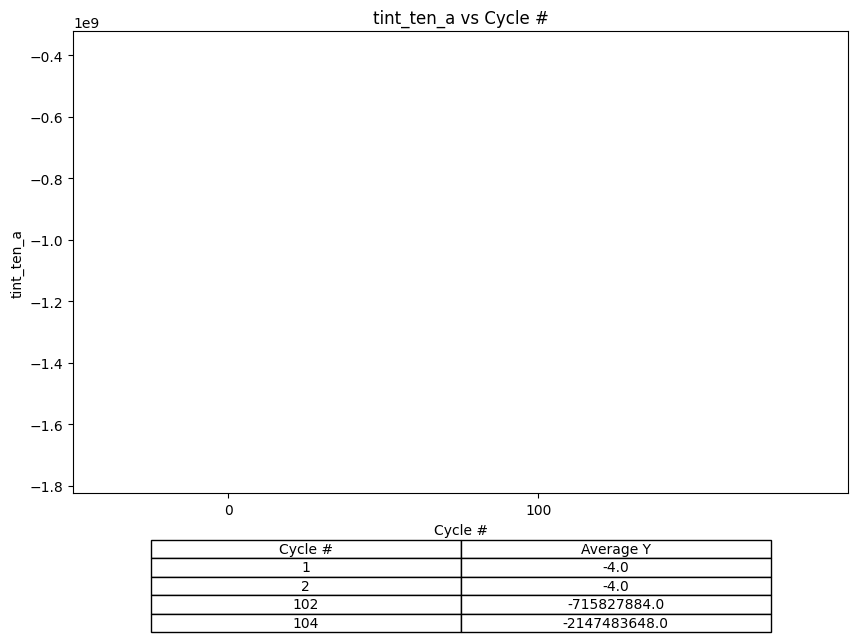 tint_ten_a vs Cycle #
1e9
−0.4
−0.6
−0.8
−1.0
−1.2
−1.4
−1.6
−1.8
tint_ten_a
0 100
Cycle #
Cycle # Average Y
1 -4.0
2 -4.0
102 -715827884.0
104 -2147483648.0